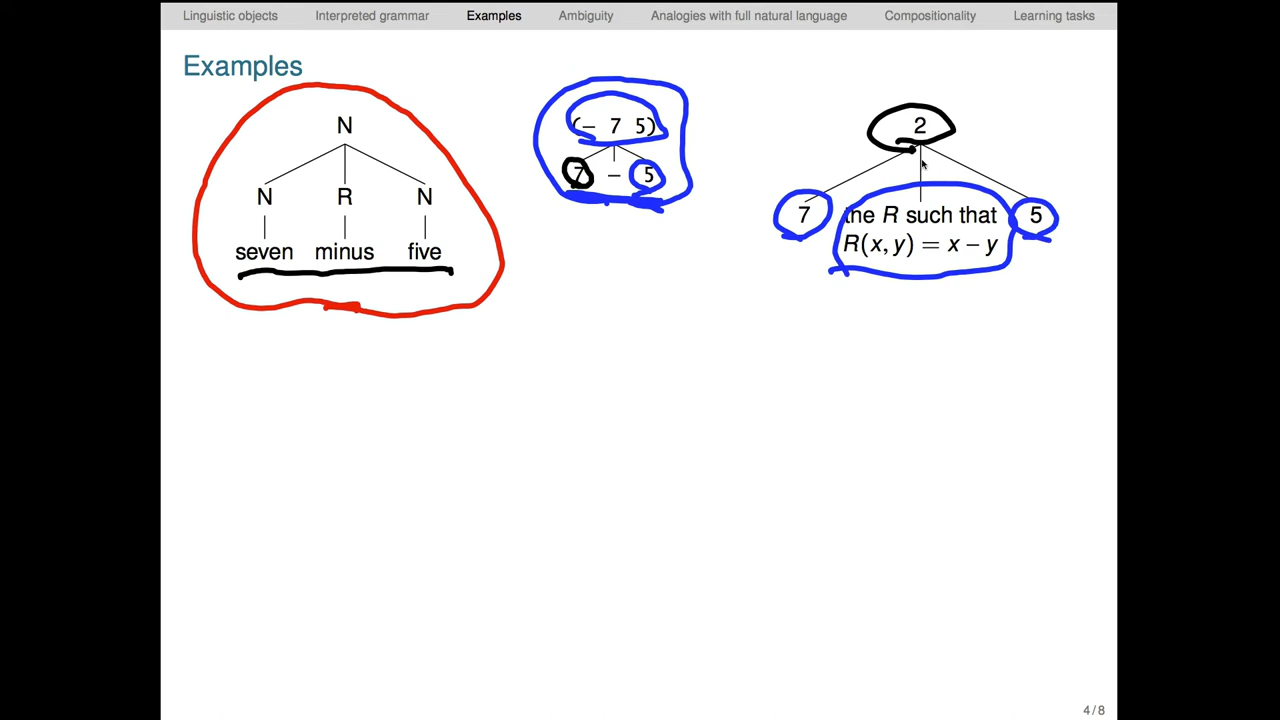 Linguistic objects Interpreted grammar Examples Ambiguity Analogies with full natural language Compositionality Learning tasks
Examples
N
N R N
seven minus five
(− 7 5)
7 − 5
2
7 the R such that 5
R(x, y) = x − y
4 / 8